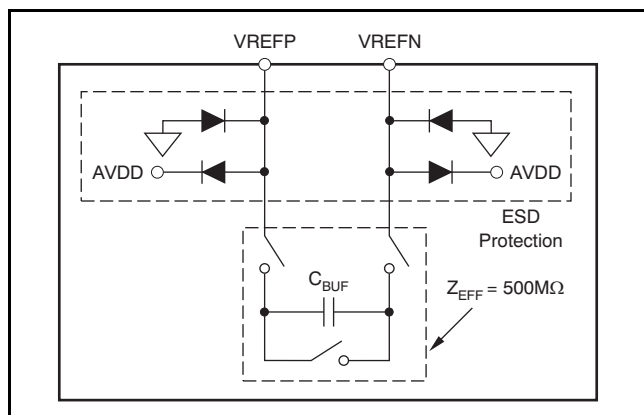 VREFP VREFN
AVDD AVDD
ESD
Protection
C_BUF
Z_EFF = 500MΩ